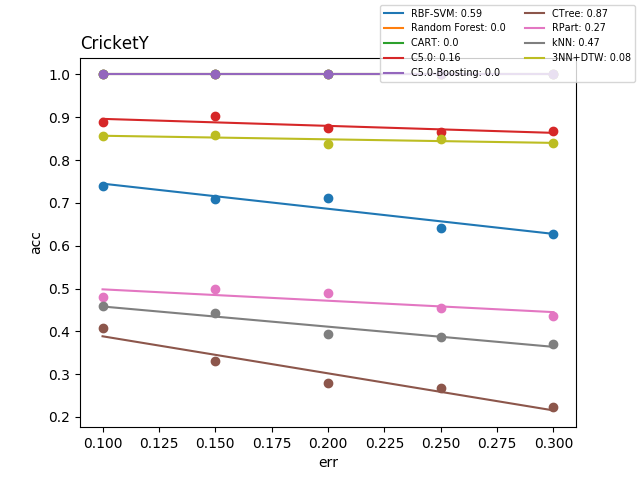 CricketY
RBF-SVM: 0.59
Random Forest: 0.0
CART: 0.0
C5.0: 0.16
C5.0-Boosting: 0.0
CTree: 0.87
RPart: 0.27
kNN: 0.47
3NN+DTW: 0.08
acc
1.0
0.9
0.8
0.7
0.6
0.5
0.4
0.3
0.2
0.100 0.125 0.150 0.175 0.200 0.225 0.250 0.275 0.300
err